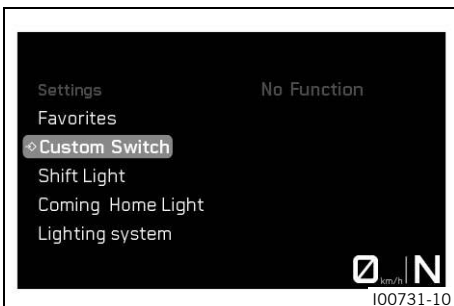 Settings No Function
Favorites
Custom Switch
Shift Light
Coming Home Light
Lighting system
0 km/h N
I00731-10